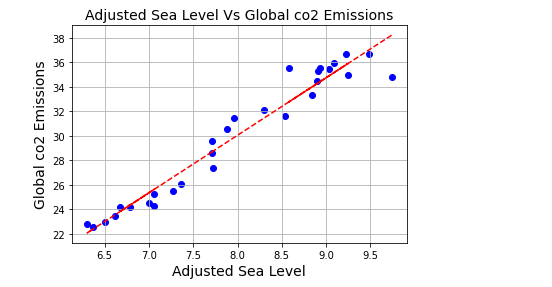 Adjusted Sea Level Vs Global co2 Emissions
38
36
34
32
30
28
26
24
22
Global co2 Emissions
6.5 7.0 7.5 8.0 8.5 9.0 9.5
Adjusted Sea Level